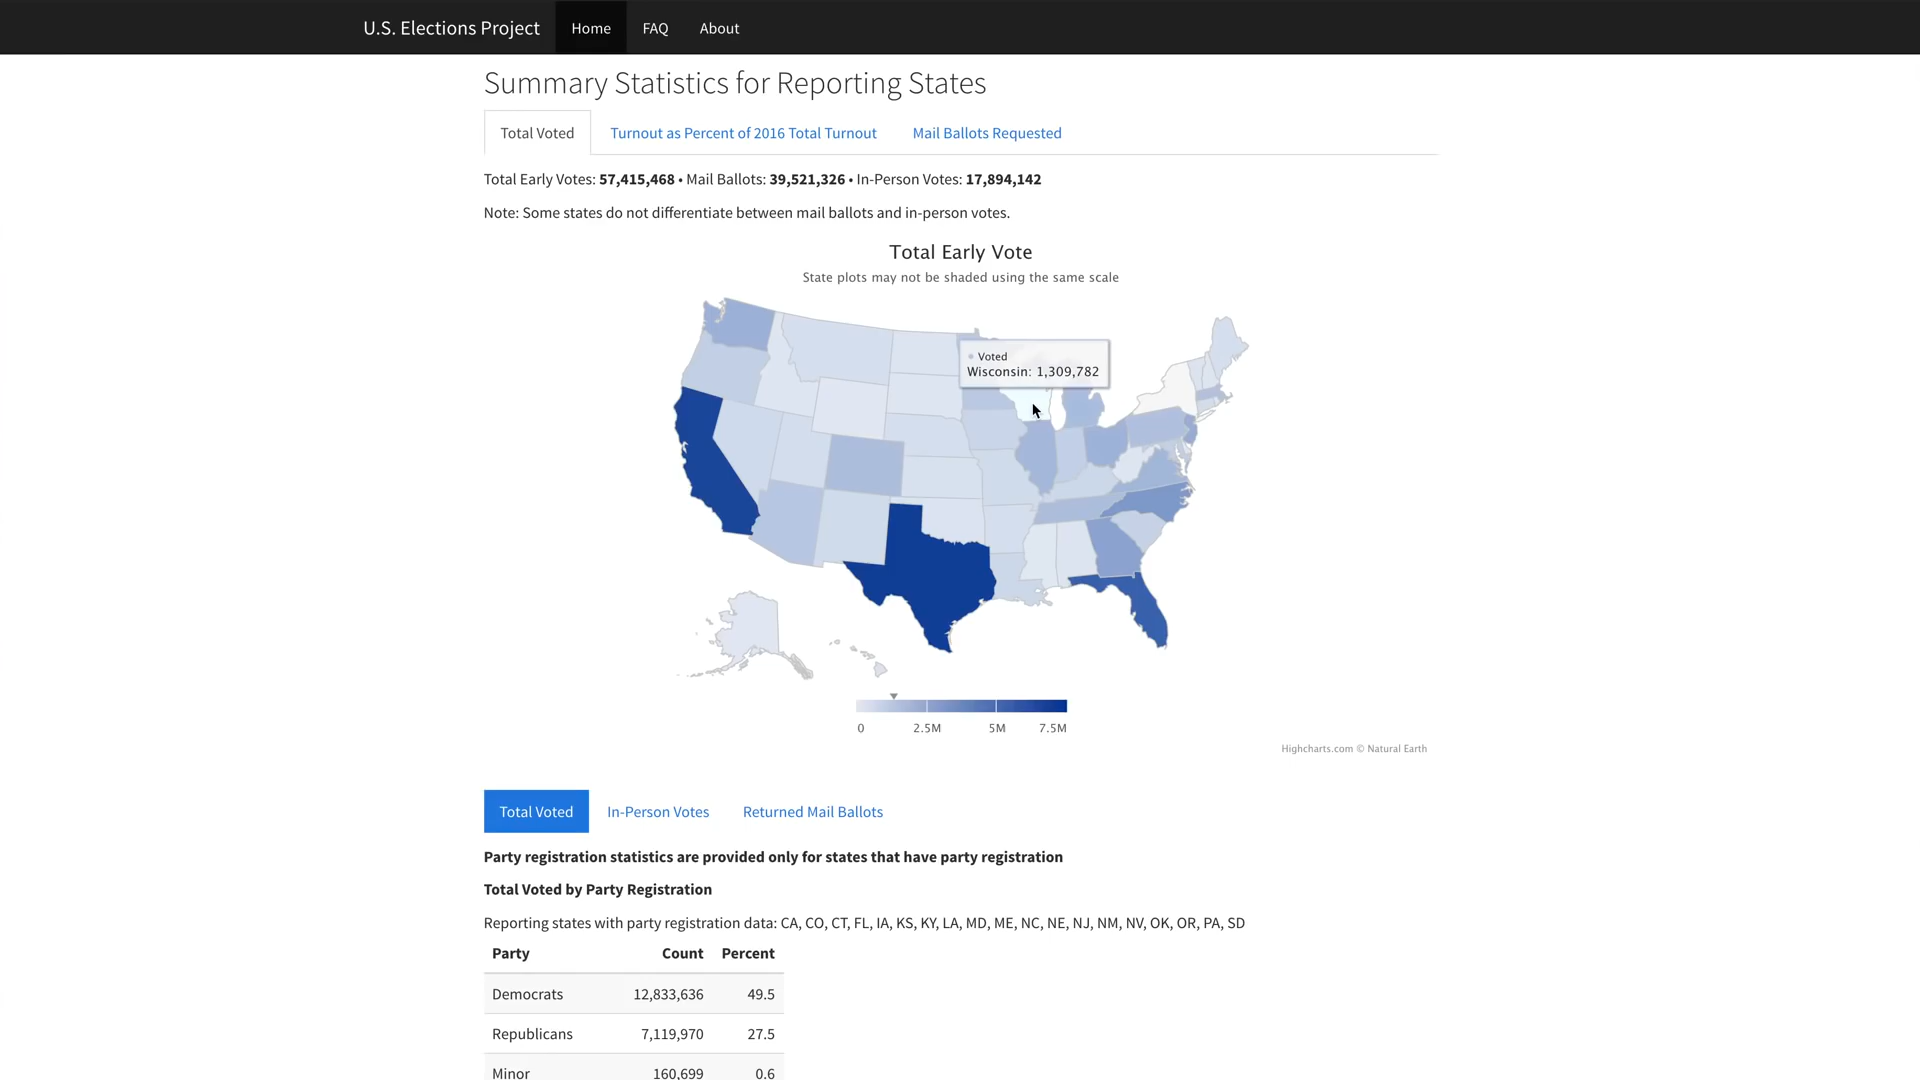 U.S. Elections Project Home FAQ About
Summary Statistics for Reporting States
Total Voted Turnout as Percent of 2016 Total Turnout Mail Ballots Requested
Total Early Votes: 57,415,468 • Mail Ballots: 39,521,326 • In-Person Votes: 17,894,142
Note: Some states do not differentiate between mail ballots and in-person votes.
Total Early Vote
State plots may not be shaded using the same scale
Voted
Wisconsin: 1,309,782
0 2.5M 5M 7.5M
Highcharts.com © Natural Earth
Total Voted In-Person Votes Returned Mail Ballots
Party registration statistics are provided only for states that have party registration
Total Voted by Party Registration
Reporting states with party registration data: CA, CO, CT, FL, IA, KS, KY, LA, MD, ME, NC, NE, NJ, NM, NV, OK, OR, PA, SD
Party Count Percent
Democrats 12,833,636 49.5
Republicans 7,119,970 27.5
Minor 160,699 0.6